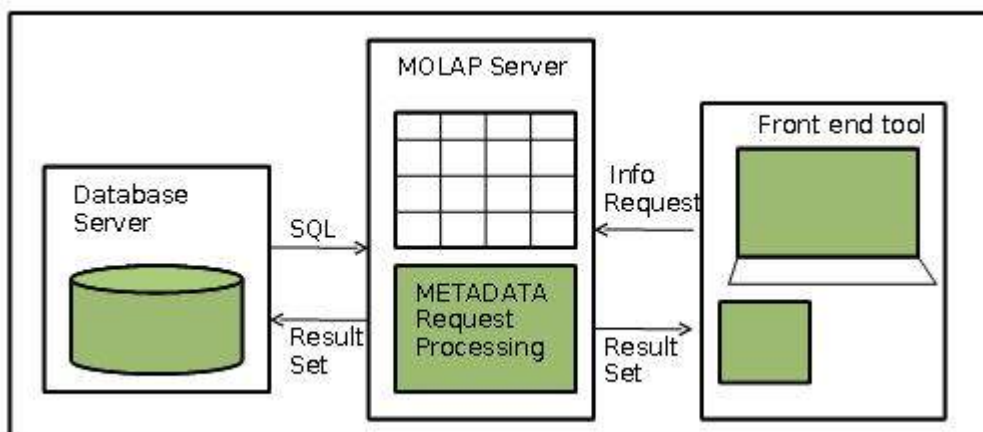 MOLAP Server
Front end tool
Database
Server
SQL
Info
Request
METADATA
Request
Processing
Result
Set
Result
Set